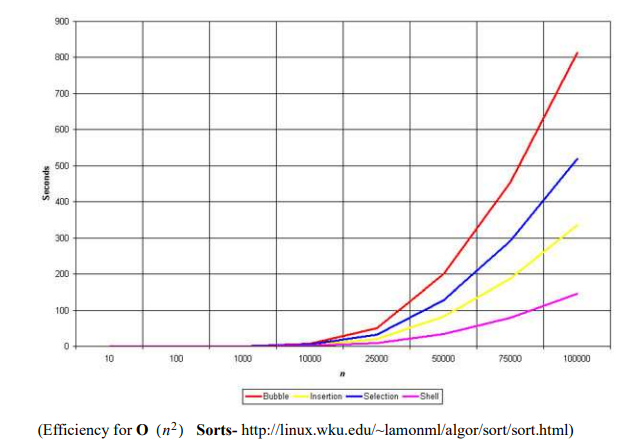 900
800
700
600
500
400
300
200
100
0
Seconds
10 100 1000 10000 25000 50000 75000 100000
n
Bubble Insertion Selection Shell
(Efficiency for O (n²) Sorts- http://linux.wku.edu/~lamonml/algor/sort/sort.html)